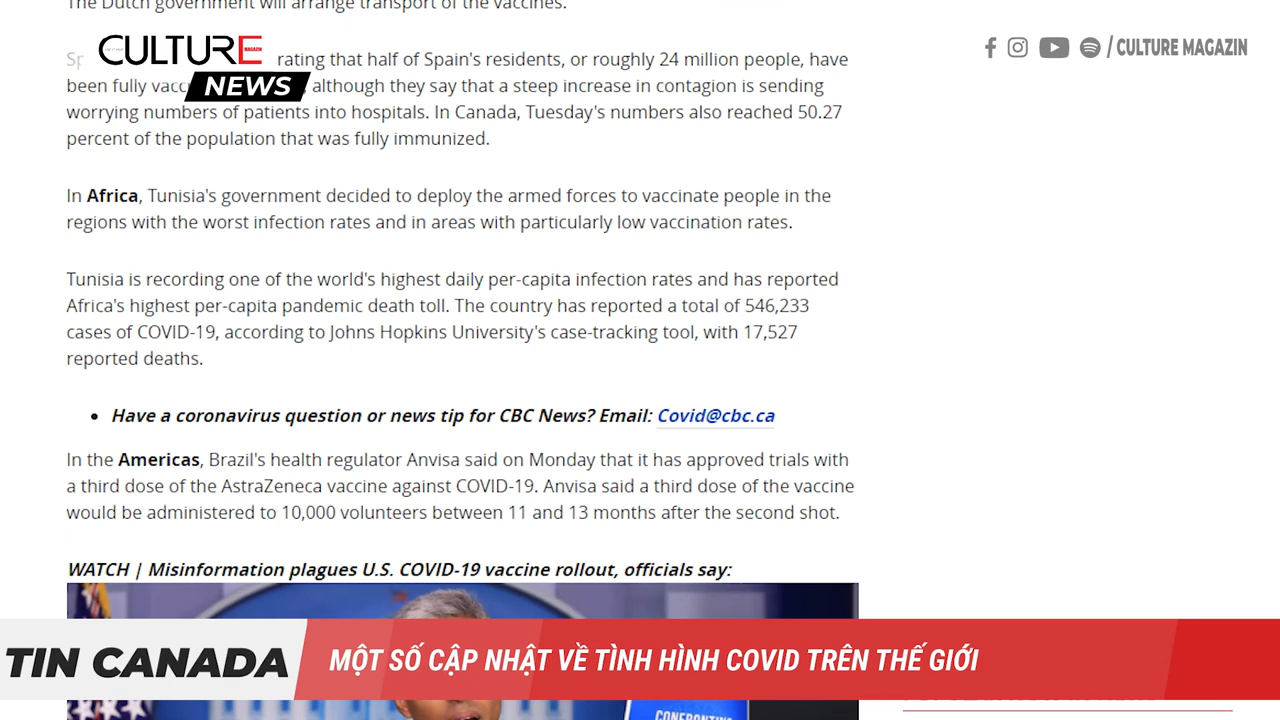 The Dutch government will arrange transport of the vaccines.
CULTURE
MAGAZIN
NEWS
/ CULTURE MAGAZIN
Sp rating that half of Spain's residents, or roughly 24 million people, have
been fully vacc , although they say that a steep increase in contagion is sending
worrying numbers of patients into hospitals. In Canada, Tuesday's numbers also reached 50.27
percent of the population that was fully immunized.
In Africa, Tunisia's government decided to deploy the armed forces to vaccinate people in the
regions with the worst infection rates and in areas with particularly low vaccination rates.
Tunisia is recording one of the world's highest daily per-capita infection rates and has reported
Africa's highest per-capita pandemic death toll. The country has reported a total of 546,233
cases of COVID-19, according to Johns Hopkins University's case-tracking tool, with 17,527
reported deaths.
• Have a coronavirus question or news tip for CBC News? Email: Covid@cbc.ca
In the Americas, Brazil's health regulator Anvisa said on Monday that it has approved trials with
a third dose of the AstraZeneca vaccine against COVID-19. Anvisa said a third dose of the vaccine
would be administered to 10,000 volunteers between 11 and 13 months after the second shot.
WATCH | Misinformation plagues U.S. COVID-19 vaccine rollout, officials say:
TIN CANADA
MỘT SỐ CẬP NHẬT VỀ TÌNH HÌNH COVID TRÊN THẾ GIỚI
CONFRONTING